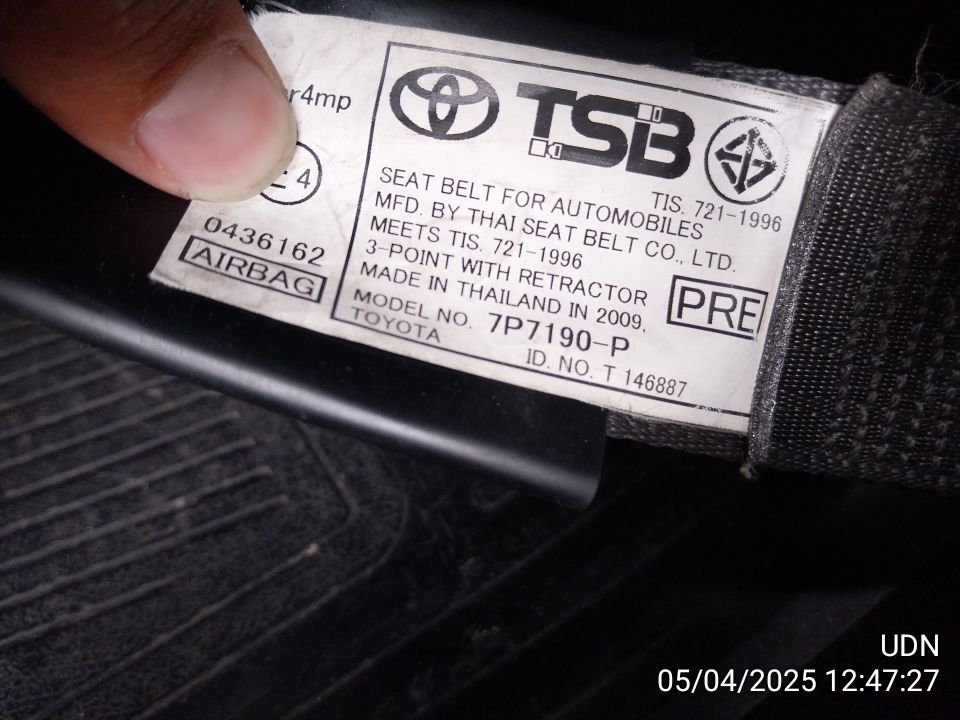 r4mp
4
0436162
AIRBAG
TSB
TIS. 721-1996
SEAT BELT FOR AUTOMOBILES
MFD. BY THAI SEAT BELT CO., LTD.
MEETS TIS. 721-1996
3-POINT WITH RETRACTOR
MADE IN THAILAND IN 2009,
PRE
MODEL NO. 7P7190-P
TOYOTA
ID. NO. T 146887
UDN
05/04/2025 12:47:27